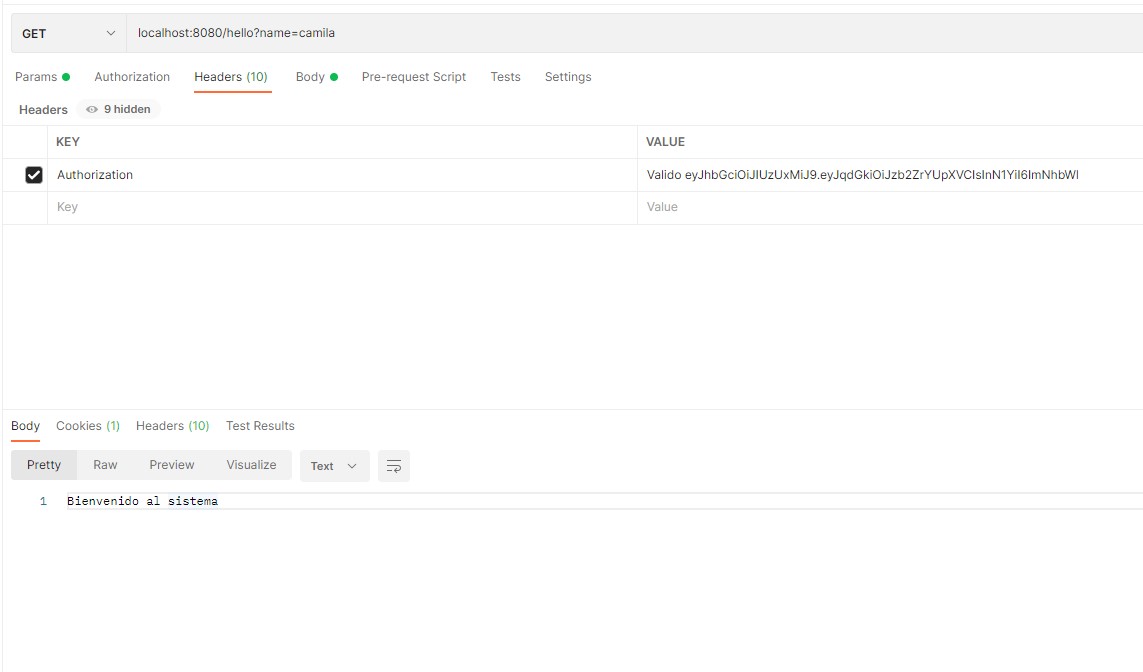 GET localhost:8080/hello?name=camila
Params Authorization Headers (10) Body Pre-request Script Tests Settings
Headers 9 hidden
KEY VALUE
Authorization Valido eyJhbGciOiJIUzUxMiJ9.eyJqdGkiOiJzb2Z0ZrYUpXVCIsInN1YiI6ImNhbWl
Key Value
Body Cookies (1) Headers (10) Test Results
Pretty Raw Preview Visualize Text
1 Bienvenido al sistema